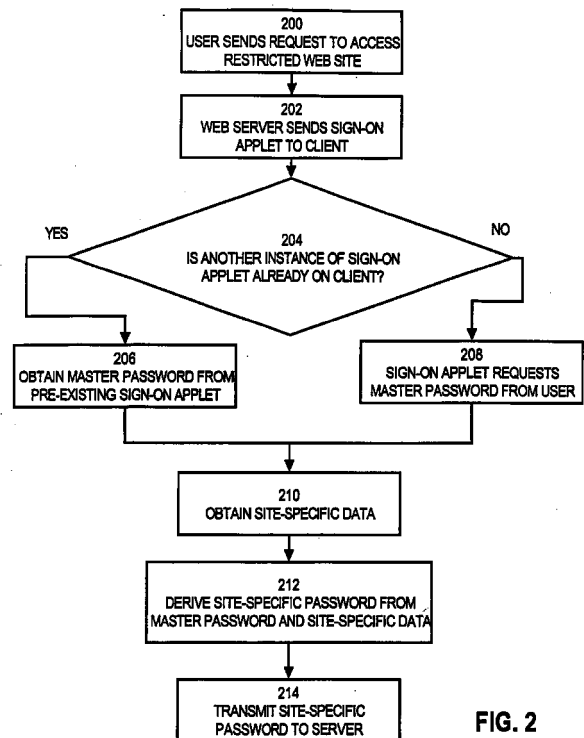 200
USER SENDS REQUEST TO ACCESS
RESTRICTED WEB SITE
202
WEB SERVER SENDS SIGN-ON
APPLET TO CLIENT
YES
NO
204
IS ANOTHER INSTANCE OF SIGN-ON
APPLET ALREADY ON CLIENT?
206
OBTAIN MASTER PASSWORD FROM
PRE-EXISTING SIGN-ON APPLET
208
SIGN-ON APPLET REQUESTS
MASTER PASSWORD FROM USER
210
OBTAIN SITE-SPECIFIC DATA
212
DERIVE SITE-SPECIFIC PASSWORD FROM
MASTER PASSWORD AND SITE-SPECIFIC DATA
214
TRANSMIT SITE-SPECIFIC
PASSWORD TO SERVER
FIG. 2